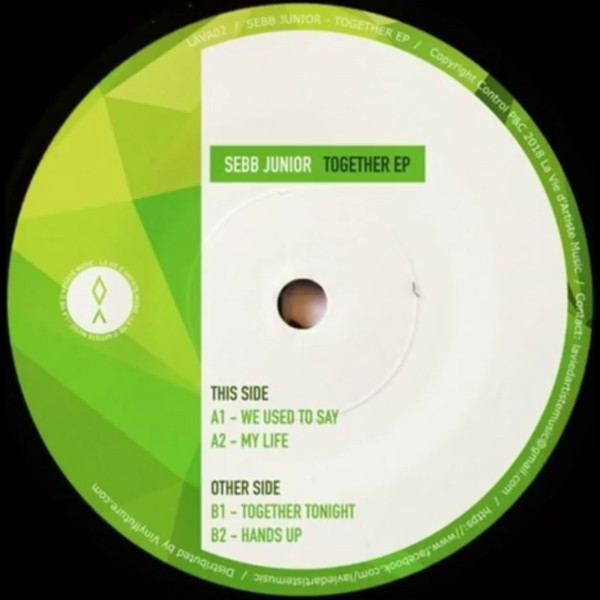 LAVA02 / SEBB JUNIOR - TOGETHER EP / Copyright Control P&C 2018 La Vie d'Artiste Music / Contact: laviedartistemusic@gmail.com / https://www.facebook.com/laviedartistemusic / Distributed by Vinylfuture.com
SEBB JUNIOR TOGETHER EP
THIS SIDE
A1 - WE USED TO SAY
A2 - MY LIFE
OTHER SIDE
B1 - TOGETHER TONIGHT
B2 - HANDS UP